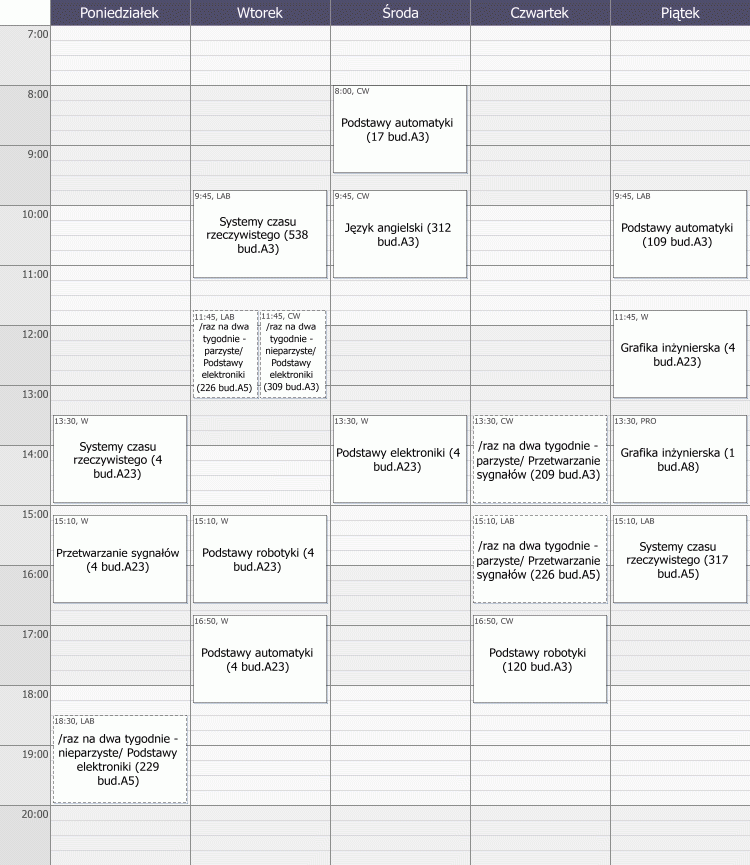 Poniedziałek
Wtorek
Środa
Czwartek
Piątek
7:00
8:00
9:00
10:00
11:00
12:00
13:00
14:00
15:00
16:00
17:00
18:00
19:00
20:00
13:30, W
Systemy czasu
rzeczywistego (4
bud.A23)
15:10, W
Przetwarzanie sygnałów
(4 bud.A23)
18:30, LAB
/raz na dwa tygodnie -
nieparzyste/ Podstawy
elektroniki (229
bud.A5)
9:45, LAB
Systemy czasu
rzeczywistego (538
bud.A3)
11:45, LAB
/raz na dwa
tygodnie -
parzyste/
Podstawy
elektroniki
(226 bud.A5)
11:45, CW
/raz na dwa
tygodnie -
nieparzyste/
Podstawy
elektroniki
(309 bud.A3)
15:10, W
Podstawy robotyki (4
bud.A23)
16:50, W
Podstawy automatyki
(4 bud.A23)
8:00, CW
Podstawy automatyki
(17 bud.A3)
9:45, CW
Język angielski (312
bud.A3)
13:30, W
Podstawy elektroniki (4
bud.A23)
13:30, CW
/raz na dwa tygodnie -
parzyste/ Przetwarzanie
sygnałów (209 bud.A3)
15:10, LAB
/raz na dwa tygodnie -
parzyste/ Przetwarzanie
sygnałów (226 bud.A5)
16:50, CW
Podstawy robotyki
(120 bud.A3)
9:45, LAB
Podstawy automatyki
(109 bud.A3)
11:45, W
Grafika inżynierska (4
bud.A23)
13:30, PRO
Grafika inżynierska (1
bud.A8)
15:10, LAB
Systemy czasu
rzeczywistego (317
bud.A5)